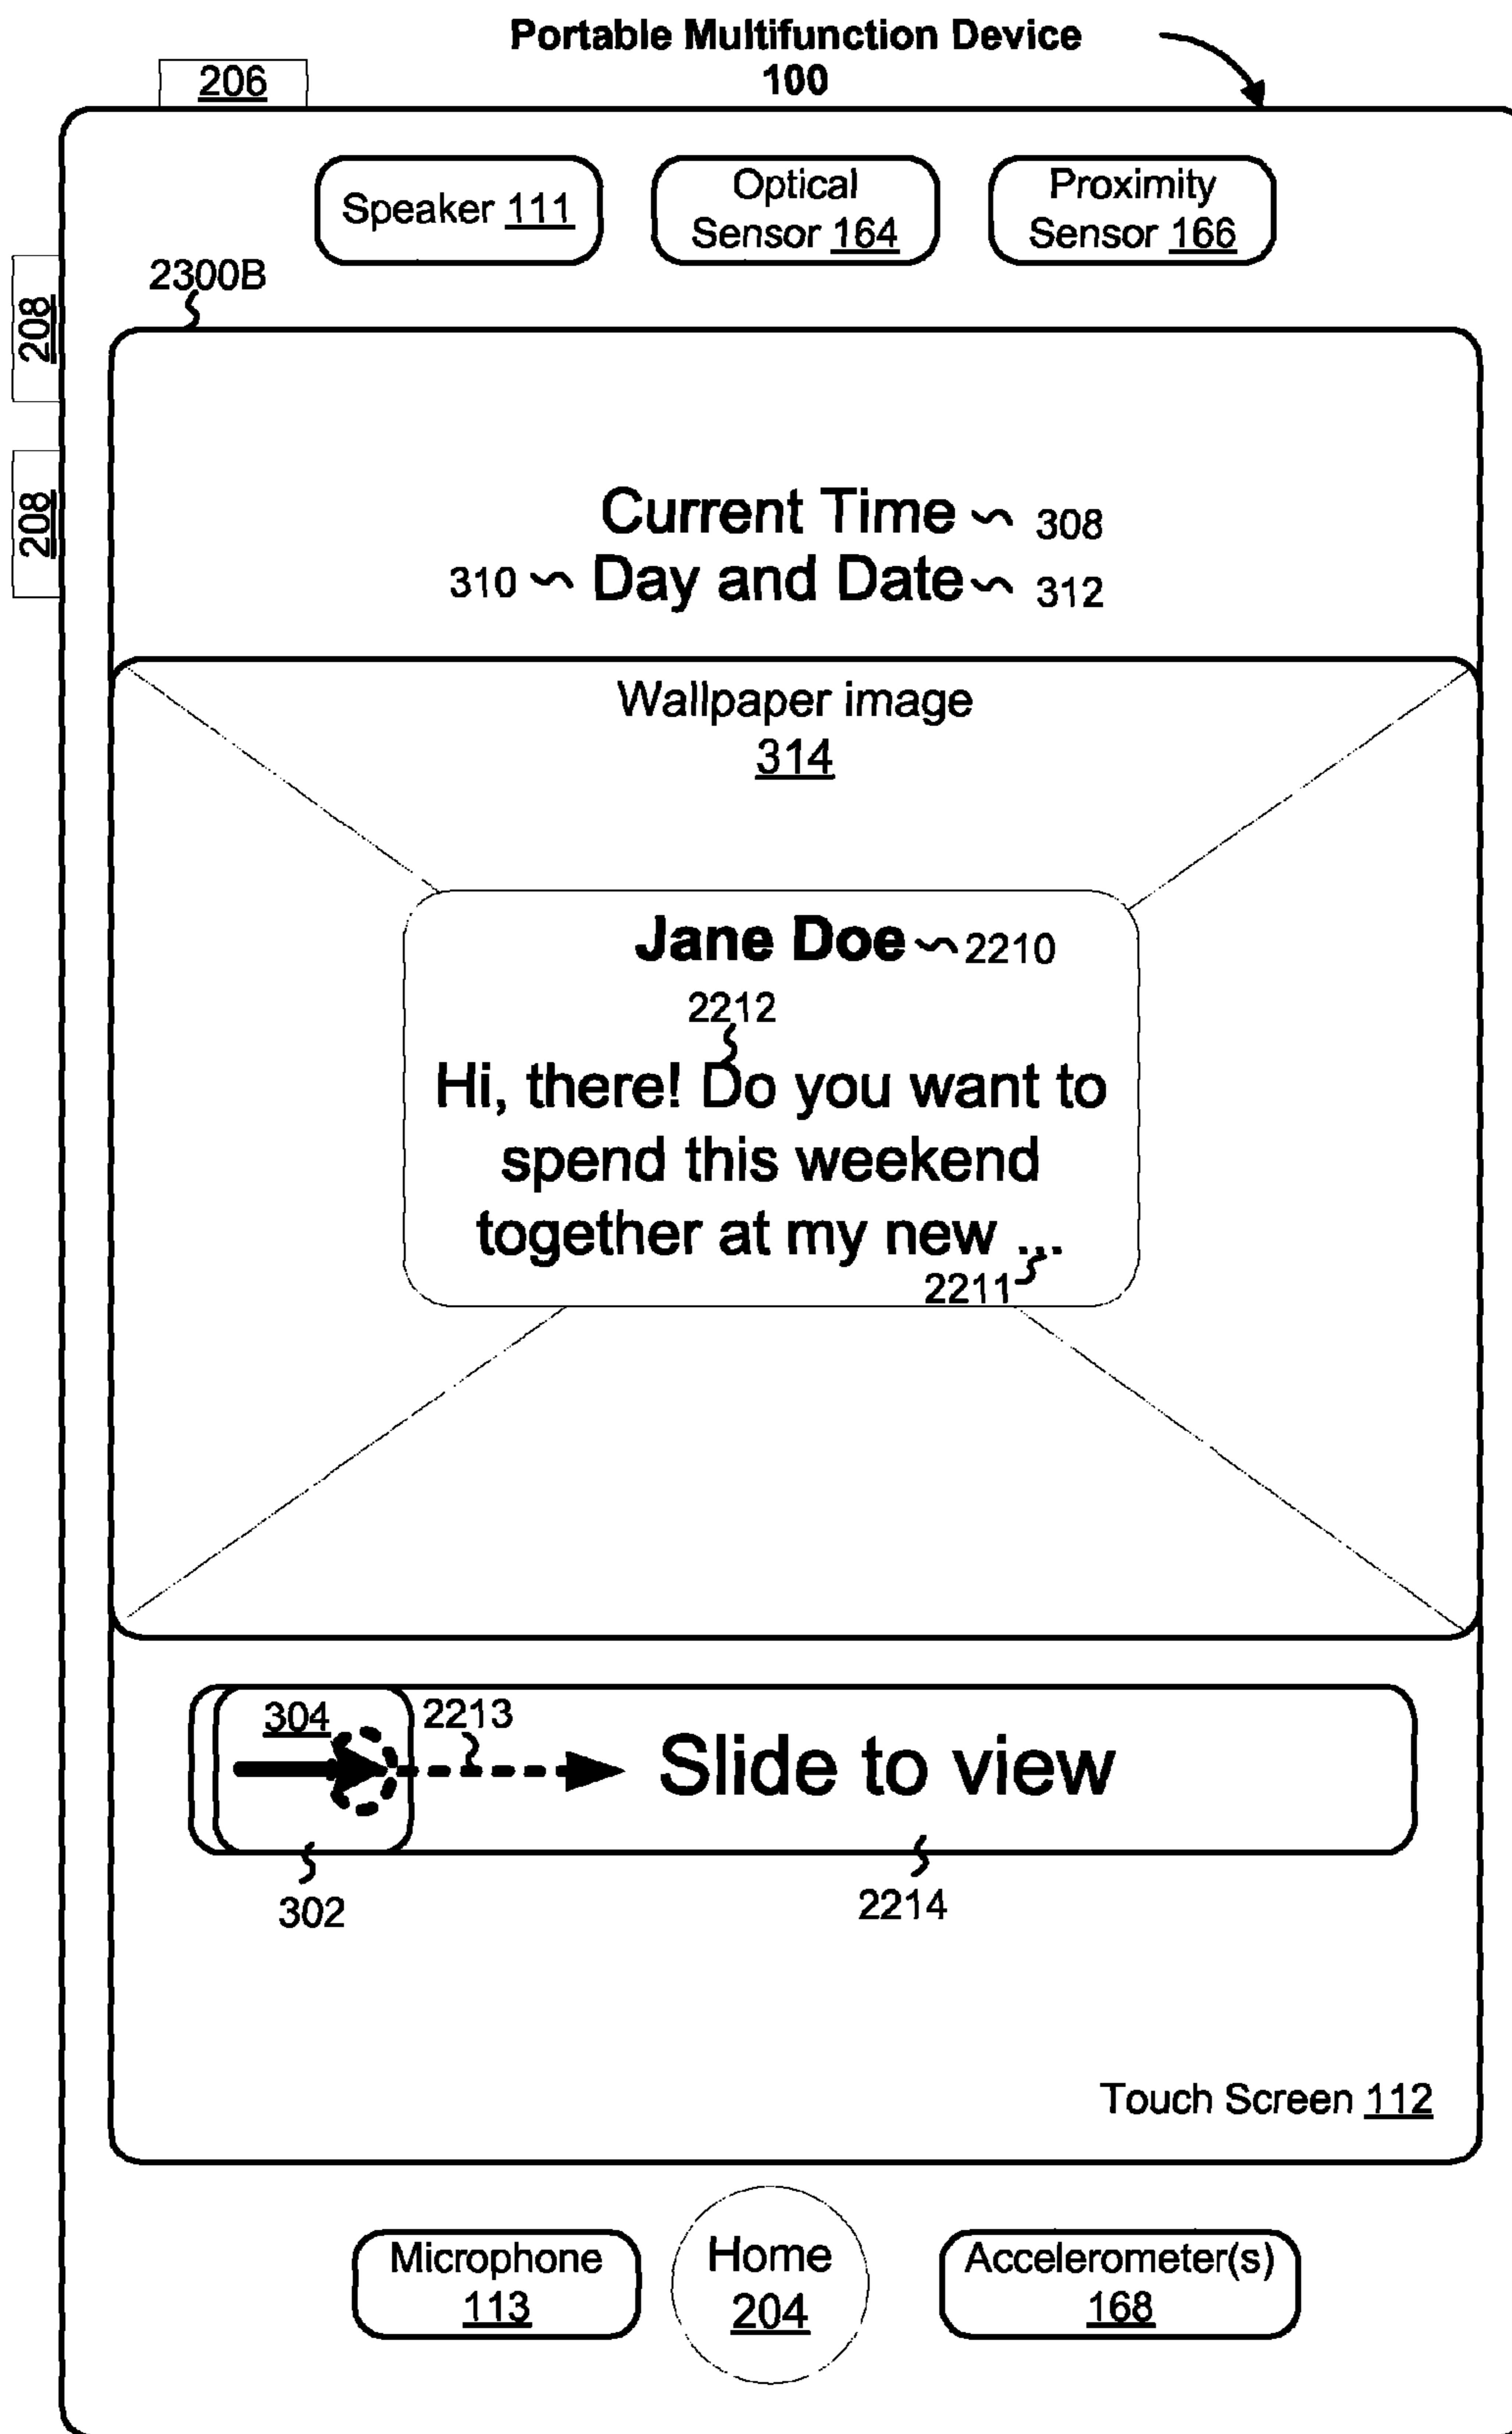 Portable Multifunction Device
100
206
Speaker 111
Optical
Sensor 164
Proximity
Sensor 166
2300B
208
208
Current Time 308
310 Day and Date 312
Wallpaper image
314
Jane Doe 2210
2212
Hi, there! Do you want to
spend this weekend
together at my new ...
2211
304
2213
Slide to view
302
2214
Touch Screen 112
Microphone
113
Home
204
Accelerometer(s)
168